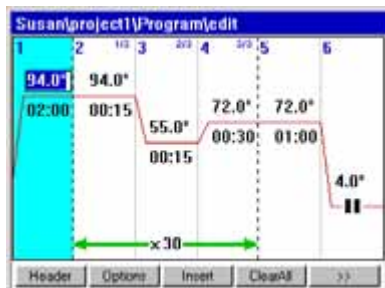 Susan\project1\Program\edit
1 2 1/3 3 2/3 4 3/3 5 6
94.0° 94.0° 55.0° 72.0° 72.0° 4.0°
02:00 00:15 00:15 00:30 01:00
x30
Header Options Insert ClearAll >>